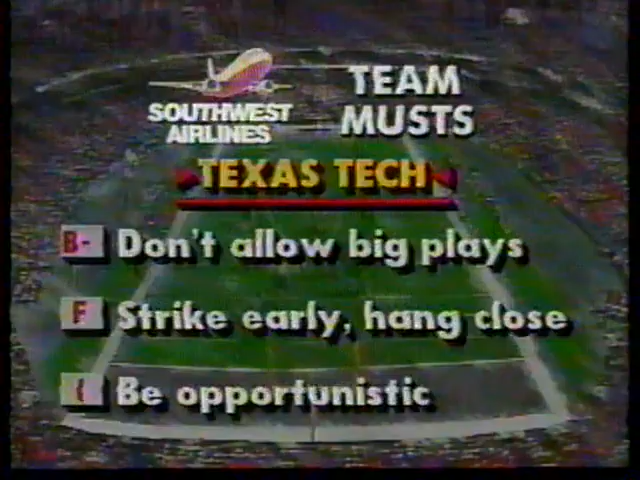 SOUTHWEST
AIRLINES
TEAM
MUSTS
TEXAS TECH
B- Don't allow big plays
F Strike early, hang close
Be opportunistic